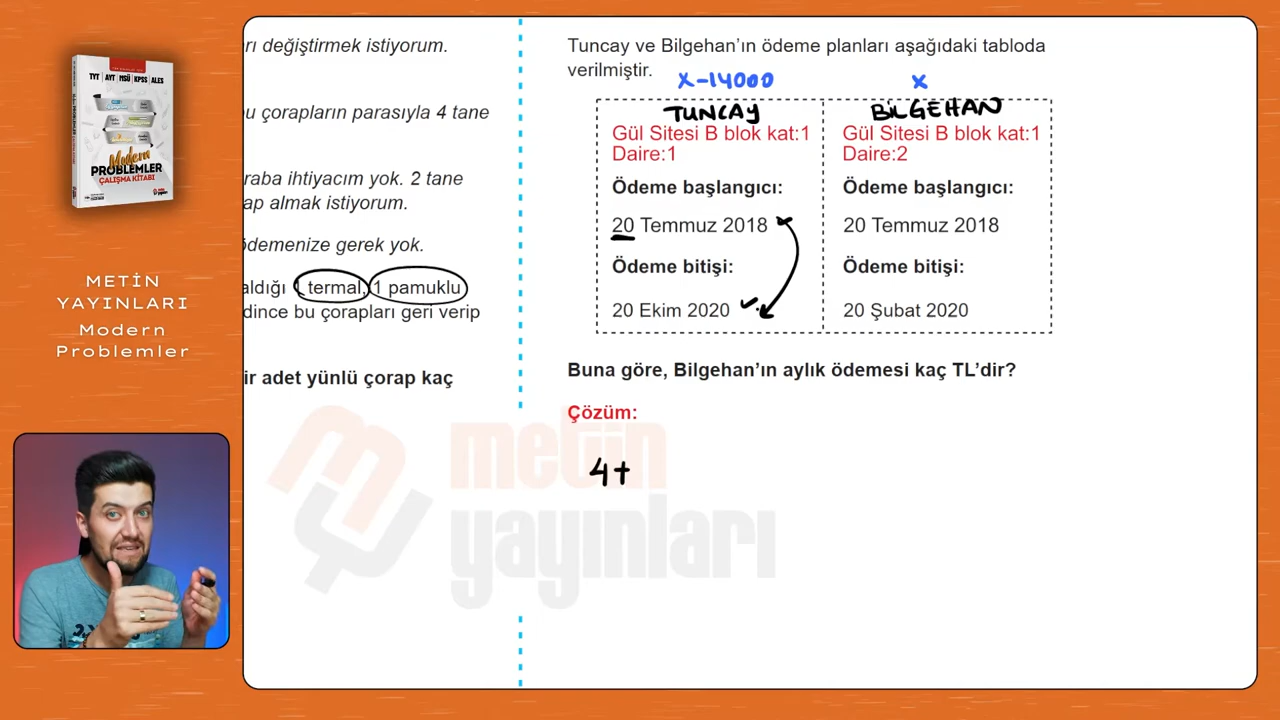 TYT | AYT | MSÜ | KPSS | ALES
Modern
PROBLEMLER
ÇALIŞMA KİTABI
METİN
YAYINLARI
Modern
Problemler
rı değiştirmek istiyorum.
bu çorapların parasıyla 4 tane
raba ihtiyacım yok. 2 tane
ap almak istiyorum.
ödemenize gerek yok.
aldığı 1 termal, 1 pamuklu
dince bu çorapları geri verip
ir adet yünlü çorap kaç
Tuncay ve Bilgehan’ın ödeme planları aşağıdaki tabloda
verilmiştir.
x-14000
TUNCAY
Gül Sitesi B blok kat:1
Daire:1
Ödeme başlangıcı:
20 Temmuz 2018
Ödeme bitişi:
20 Ekim 2020
x
BİLGEHAN
Gül Sitesi B blok kat:1
Daire:2
Ödeme başlangıcı:
20 Temmuz 2018
Ödeme bitişi:
20 Şubat 2020
Buna göre, Bilgehan’ın aylık ödemesi kaç TL’dir?
Çözüm:
4+
metin
yayınları